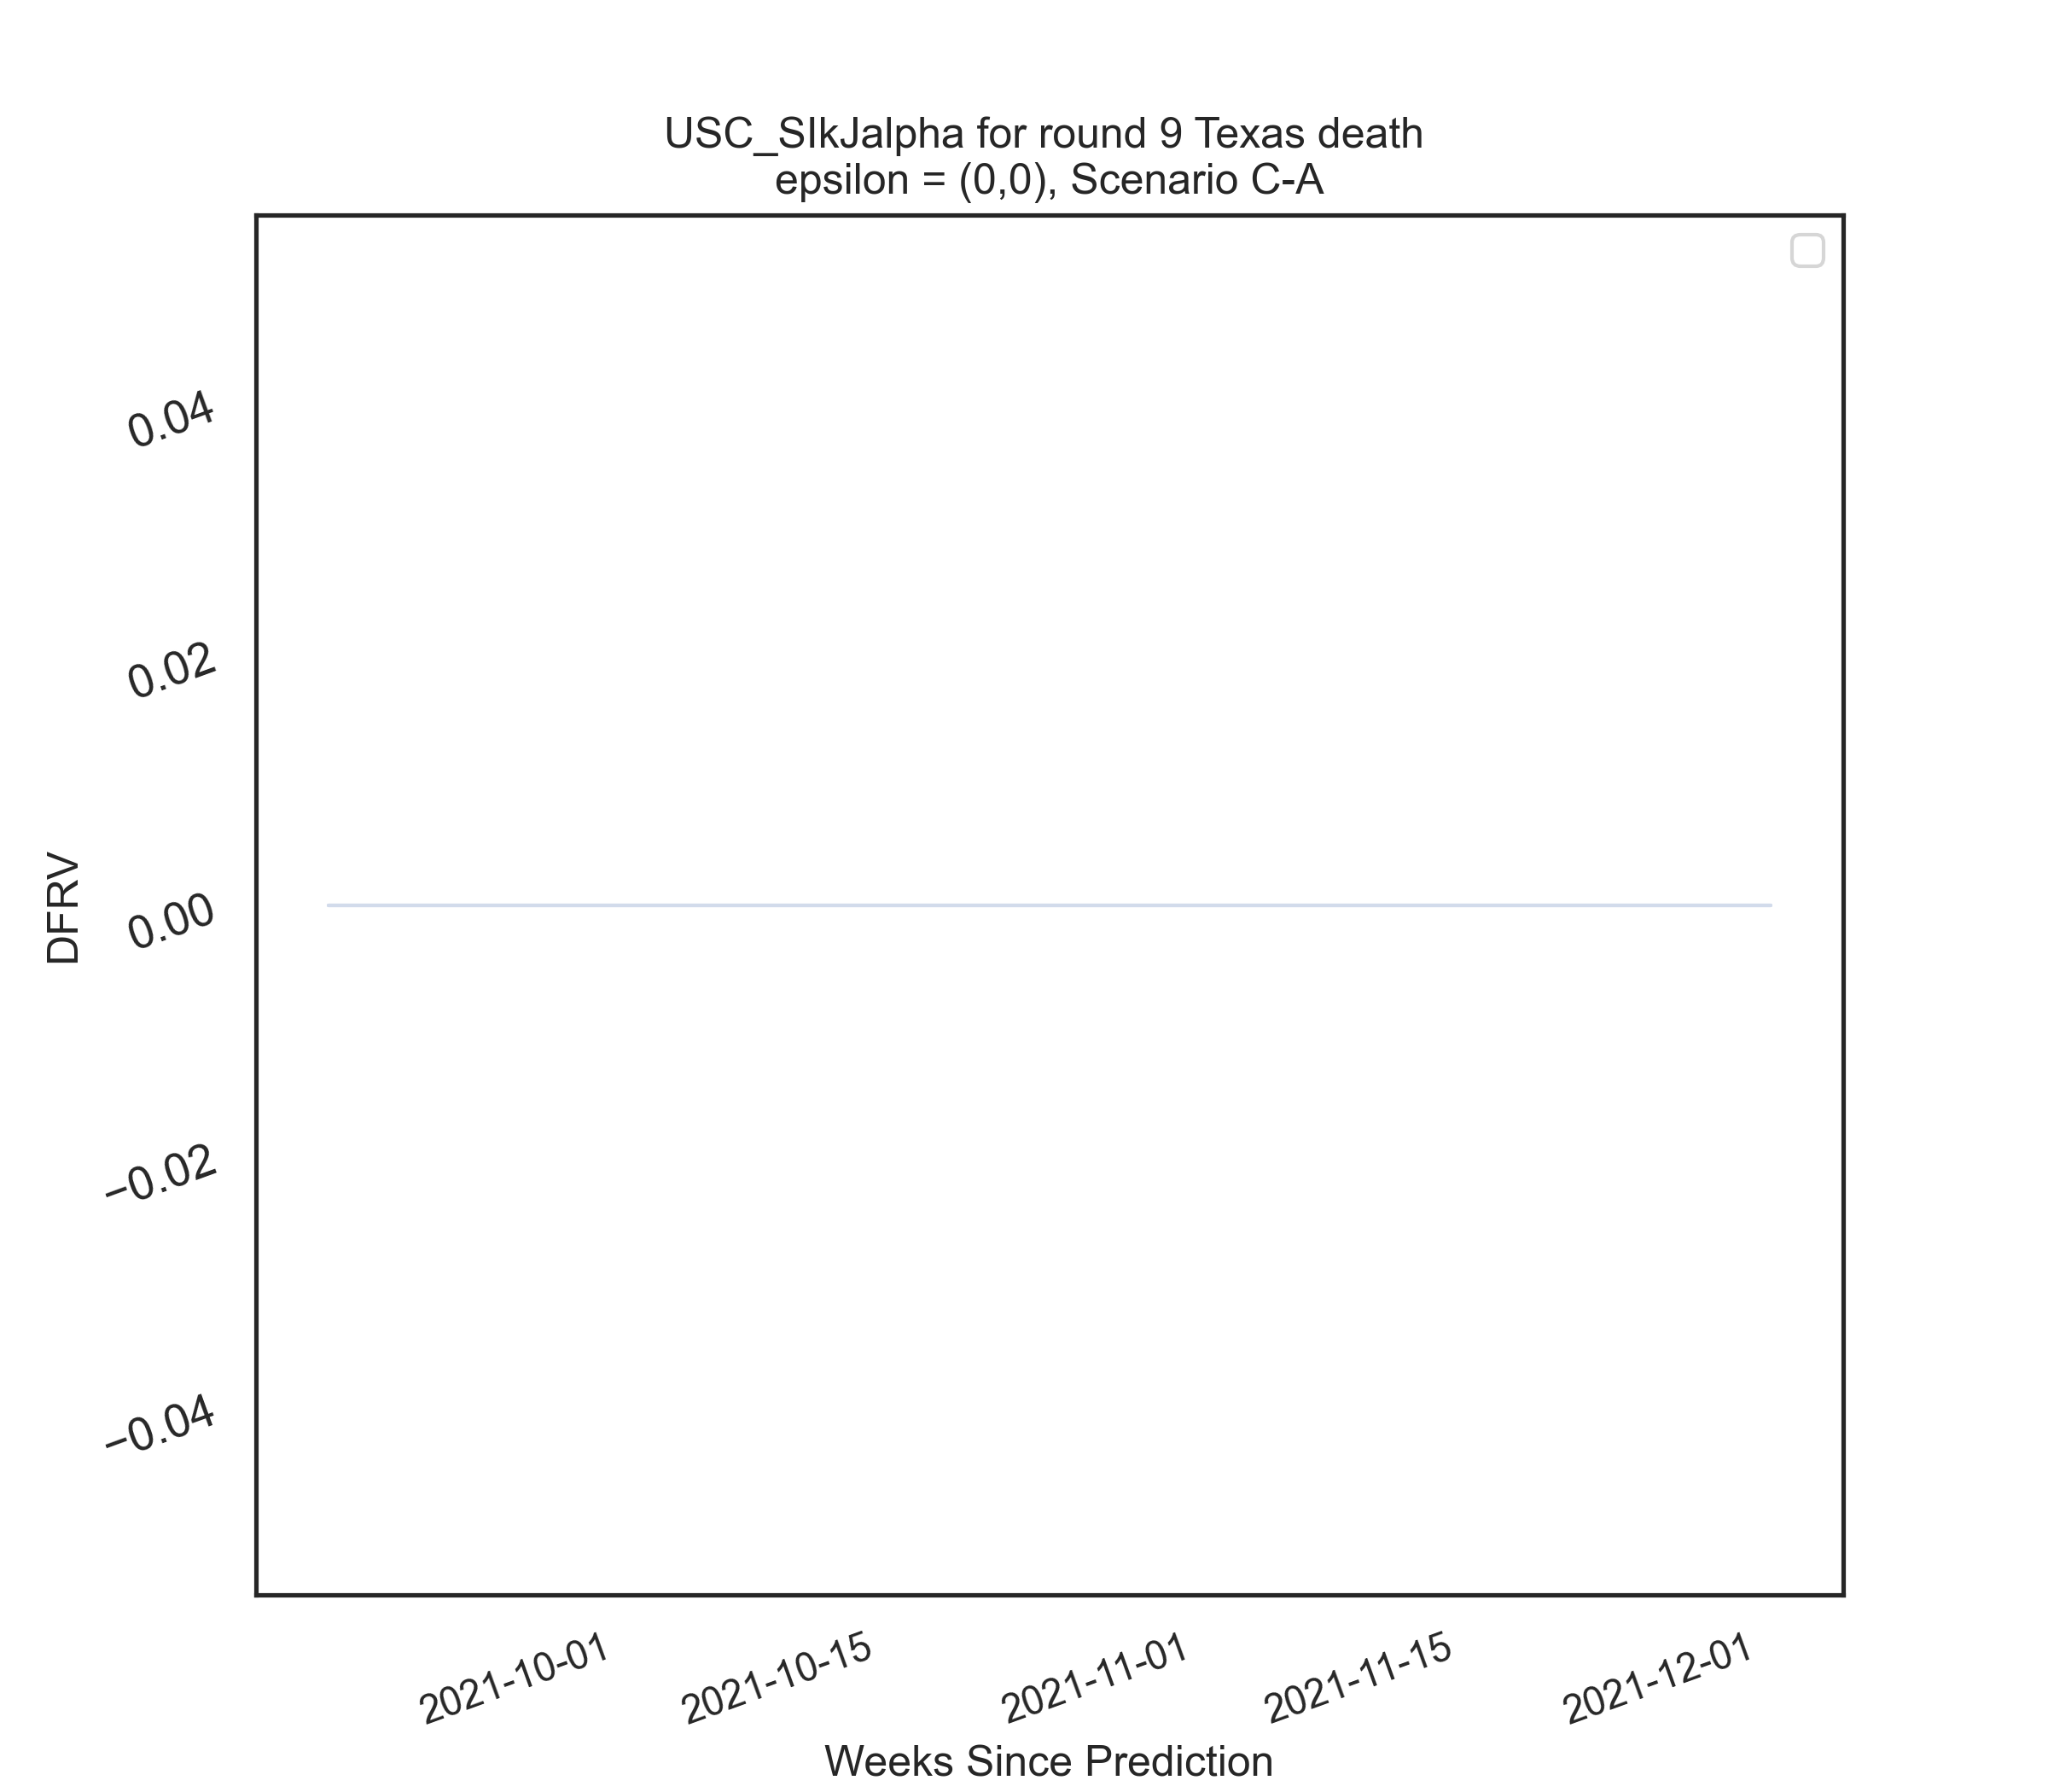 USC_SIkJalpha for round 9 Texas death
epsilon = (0,0), Scenario C-A
0.04
0.02
0.00
−0.02
−0.04
DFRV
2021-10-01
2021-10-15
2021-11-01
2021-11-15
2021-12-01
Weeks Since Prediction